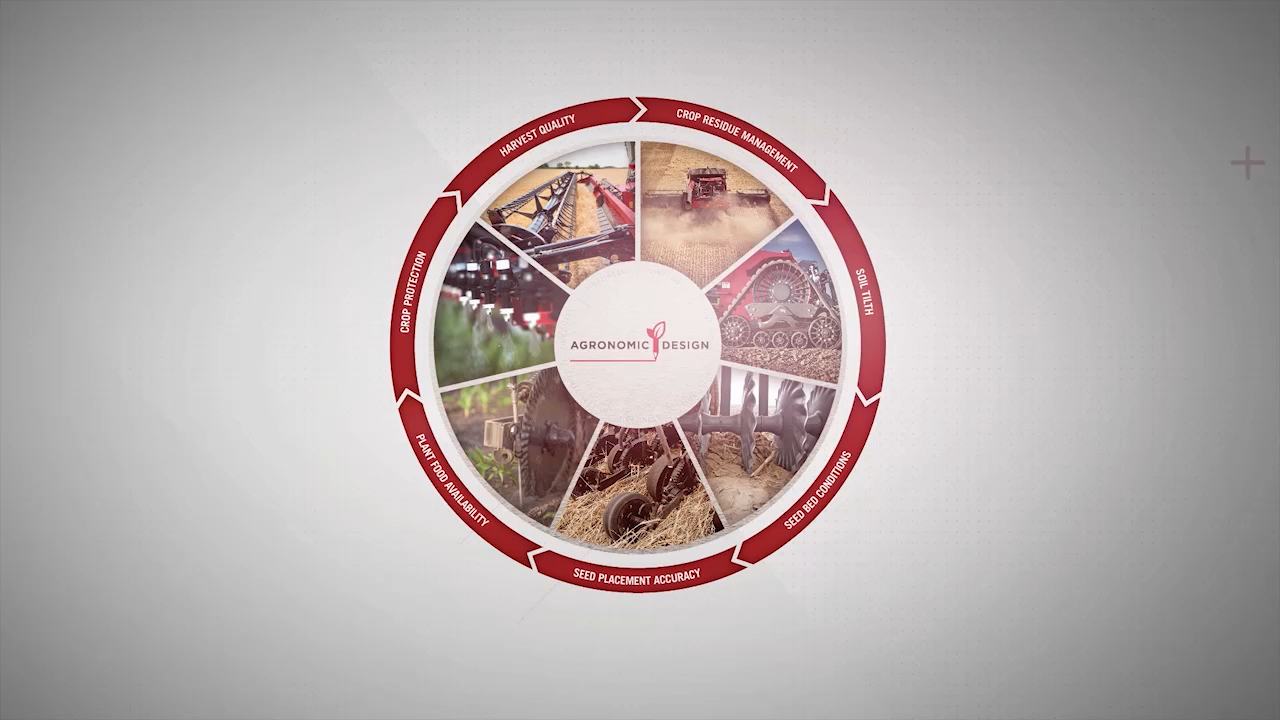 HARVEST QUALITY
CROP RESIDUE MANAGEMENT
SOIL TILTH
SEED BED CONDITIONS
SEED PLACEMENT ACCURACY
PLANT FOOD AVAILABILITY
CROP PROTECTION
AGRONOMIC DESIGN